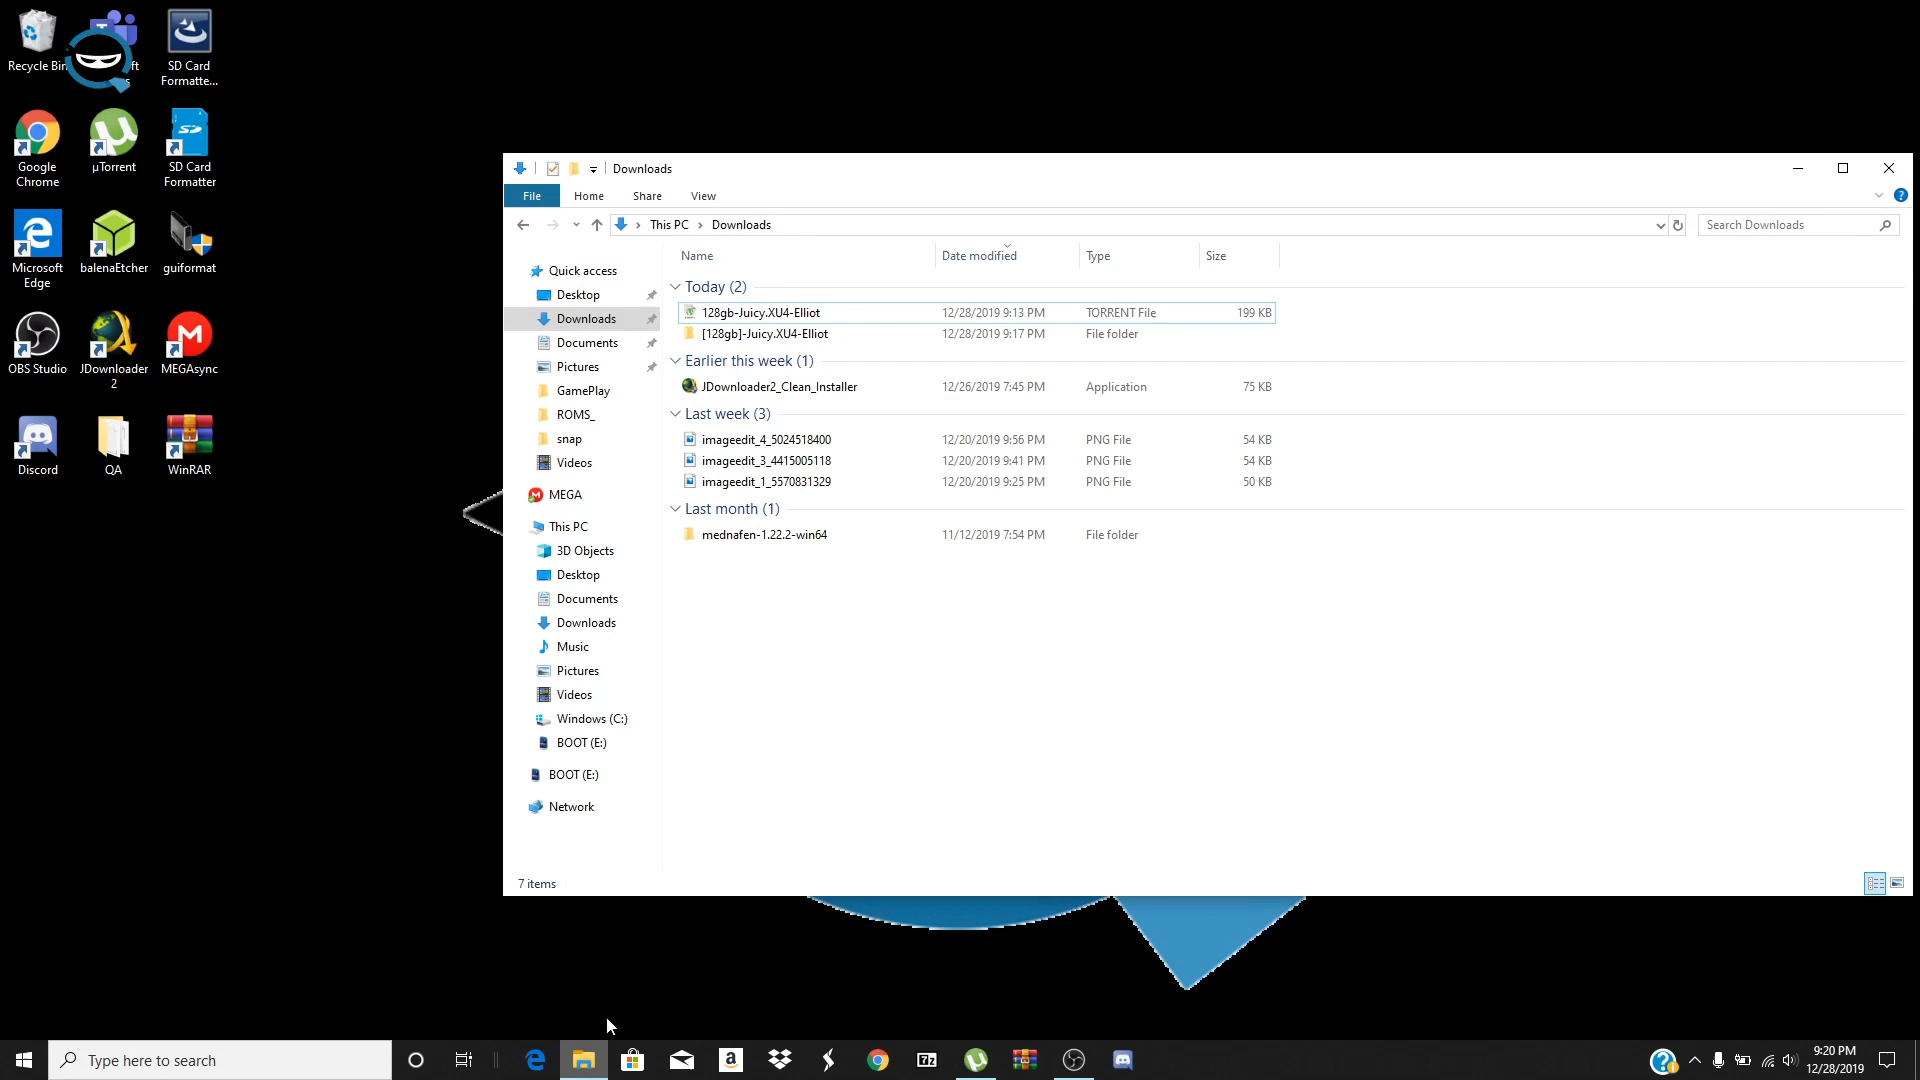 Recycle Bin
ft
s
SD Card
Formatte...
Google
Chrome
µTorrent
SD Card
Formatter
Microsoft
Edge
balenaEtcher
guiformat
OBS Studio
JDownloader
2
MEGAsync
Discord
QA
WinRAR
Downloads
File
Home
Share
View
This PC
Downloads
Search Downloads
Name
Date modified
Type
Size
Quick access
Desktop
Downloads
Documents
Pictures
GamePlay
ROMS_
snap
Videos
MEGA
This PC
3D Objects
Desktop
Documents
Downloads
Music
Pictures
Videos
Windows (C:)
BOOT (E:)
BOOT (E:)
Network
Today (2)
128gb-Juicy.XU4-Elliot 12/28/2019 9:13 PM TORRENT File 199 KB
[128gb]-Juicy.XU4-Elliot 12/28/2019 9:17 PM File folder
Earlier this week (1)
JDownloader2_Clean_Installer 12/26/2019 7:45 PM Application 75 KB
Last week (3)
imageedit_4_5024518400 12/20/2019 9:56 PM PNG File 54 KB
imageedit_3_4415005118 12/20/2019 9:41 PM PNG File 54 KB
imageedit_1_5570831329 12/20/2019 9:25 PM PNG File 50 KB
Last month (1)
mednafen-1.22.2-win64 11/12/2019 7:54 PM File folder
7 items
Type here to search
9:20 PM
12/28/2019